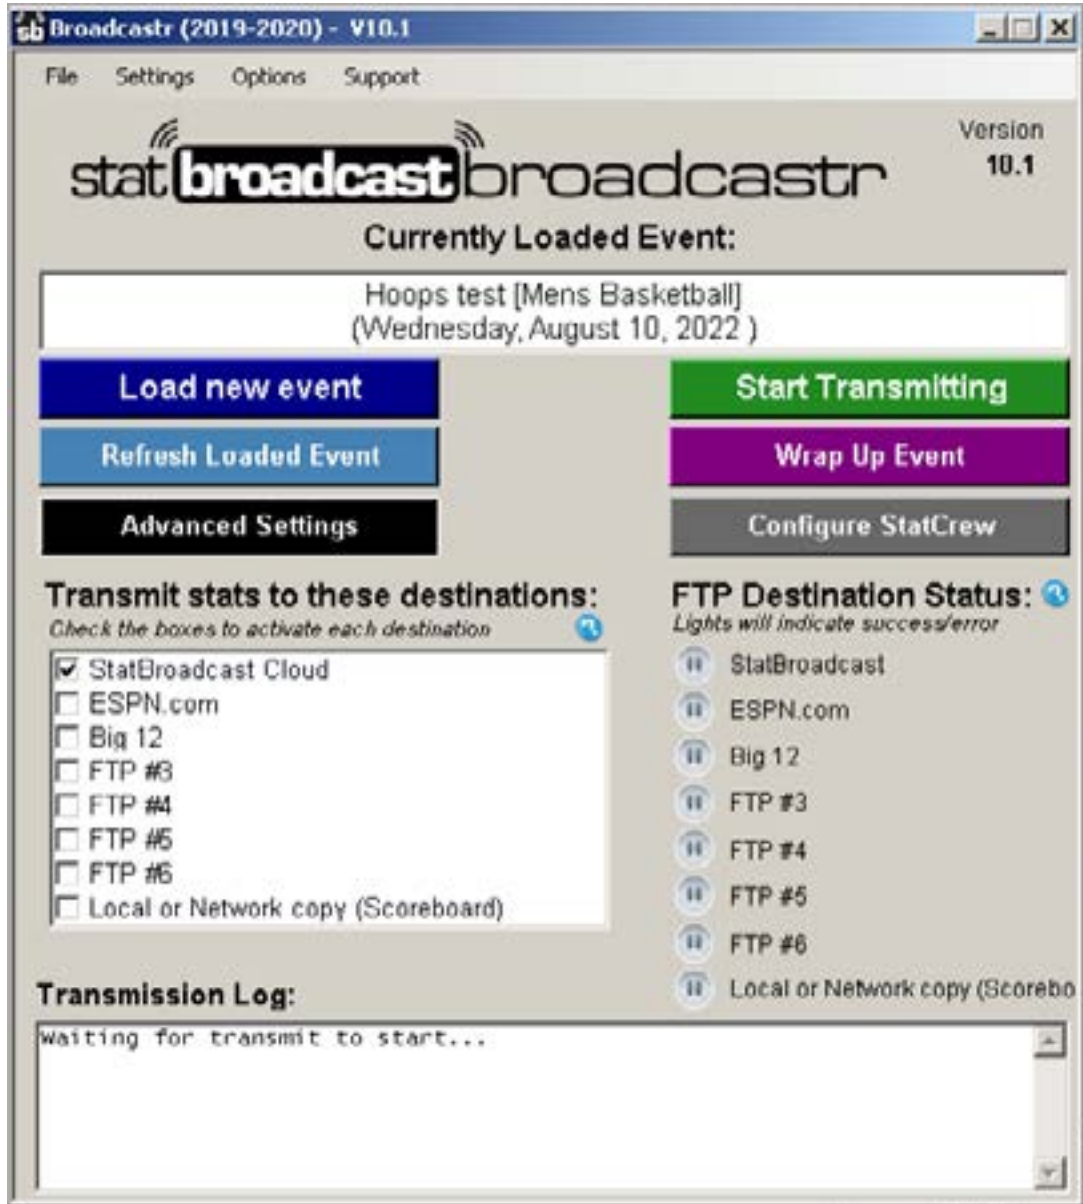 sb Broadcastr (2019-2020) - V10.1
File Settings Options Support
Version
10.1
stat broadcast broadcastr
Currently Loaded Event:
Hoops test [Mens Basketball]
(Wednesday, August 10, 2022 )
Load new event
Start Transmitting
Refresh Loaded Event
Wrap Up Event
Advanced Settings
Configure StatCrew
Transmit stats to these destinations:
Check the boxes to activate each destination
StatBroadcast Cloud
ESPN.com
Big 12
FTP #3
FTP #4
FTP #5
FTP #6
Local or Network copy (Scoreboard)
FTP Destination Status:
Lights will indicate success/error
StatBroadcast
ESPN.com
Big 12
FTP #3
FTP #4
FTP #5
FTP #6
Local or Network copy (Scorebo
Transmission Log:
Waiting for transmit to start...